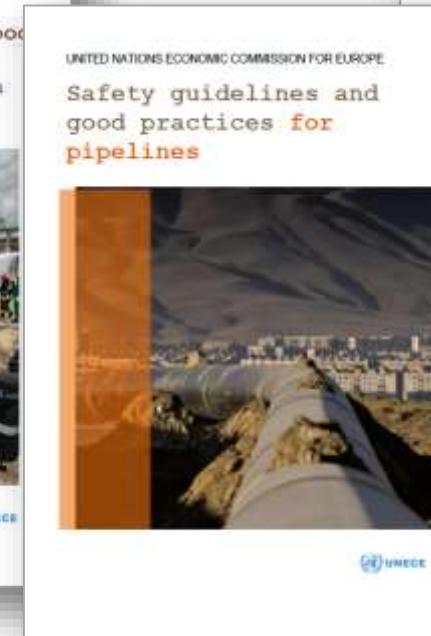 UNITED NATIONS ECONOMIC COMMISSION FOR EUROPE
Safety guidelines and
good practices for
pipelines
UNECE